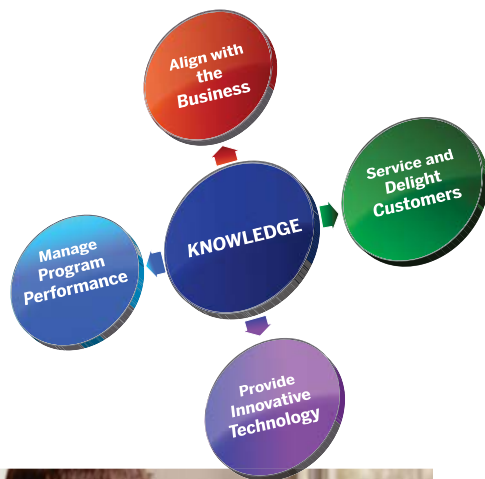 Align with
the
Business
Service and
Delight
Customers
KNOWLEDGE
Manage
Program
Performance
Provide
Innovative
Technology